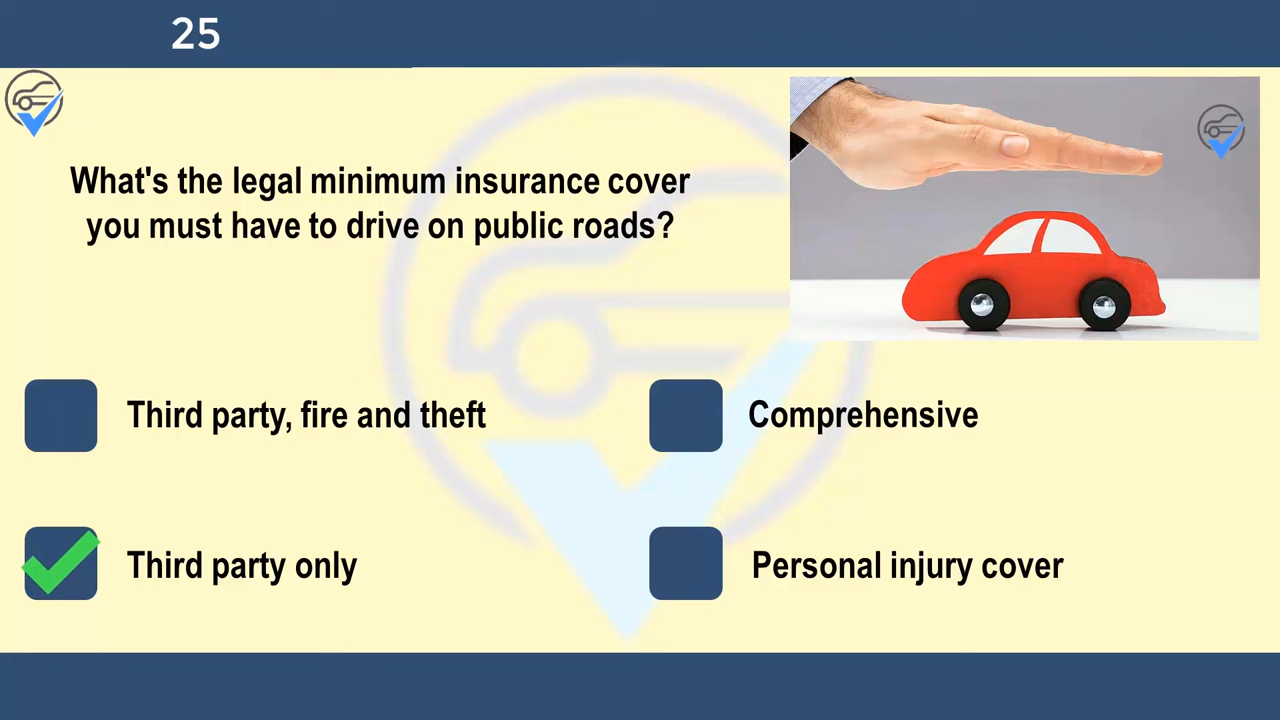 25
What's the legal minimum insurance cover
you must have to drive on public roads?
Third party, fire and theft
Comprehensive
Third party only
Personal injury cover